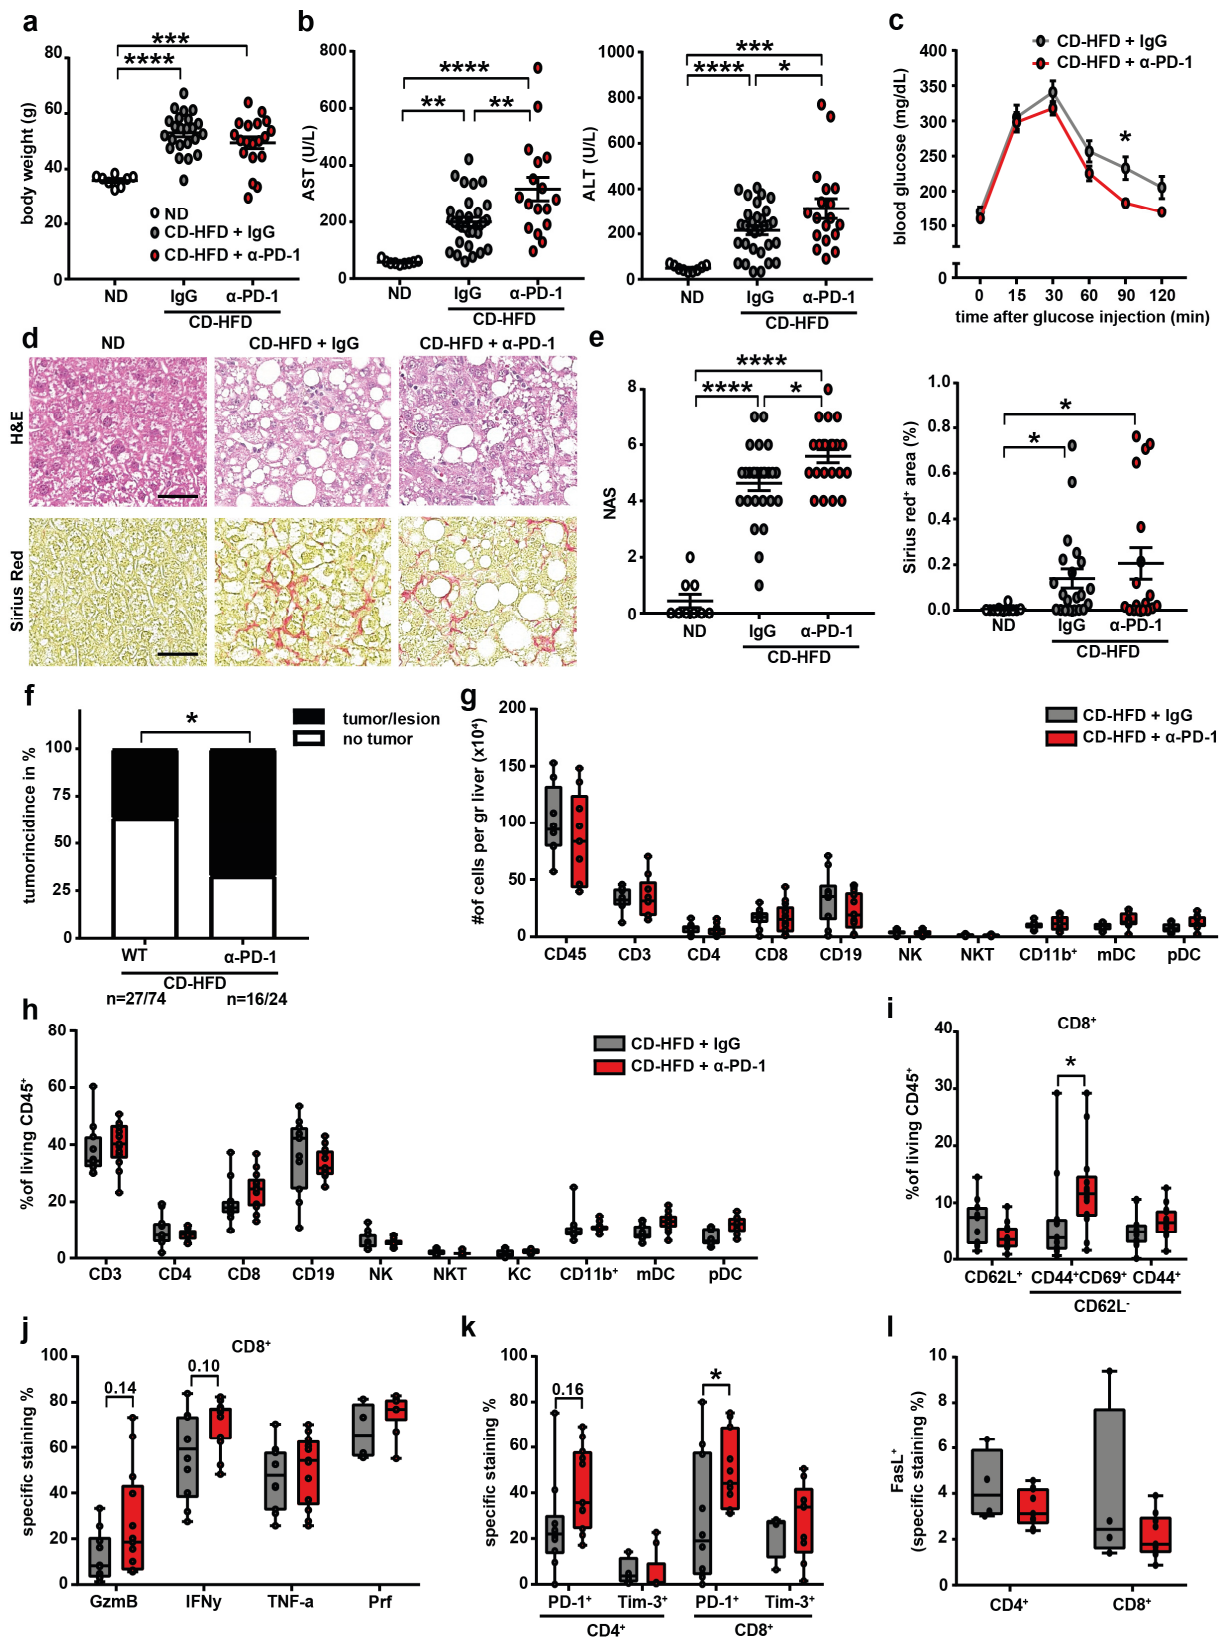 a
body weight (g)
80
60
40
20
0
***
****
ND
CD-HFD + IgG
CD-HFD + α-PD-1
ND IgG α-PD-1
CD-HFD
b
AST (U/L)
800
600
400
200
0
****
** **
ND IgG α-PD-1
CD-HFD
ALT (U/L)
1000
800
600
400
200
0
***
**** *
ND IgG α-PD-1
CD-HFD
c
CD-HFD + IgG
CD-HFD + α-PD-1
blood glucose (mg/dL)
400
350
300
250
200
150
0
*
0 15 30 60 90 120
time after glucose injection (min)
d
ND CD-HFD + IgG CD-HFD + α-PD-1
H&E
Sirius Red
e
NAS
8
6
4
2
0
****
**** *
ND IgG α-PD-1
CD-HFD
Sirius red⁺ area (%)
1.0
0.8
0.6
0.4
0.2
0.0
*
*
ND IgG α-PD-1
CD-HFD
f
tumorincidince in %
100
75
50
25
0
*
tumor/lesion
no tumor
WT α-PD-1
CD-HFD
n=27/74 n=16/24
g
#of cells per gr liver (x10⁴)
200
150
100
50
0
CD-HFD + IgG
CD-HFD + α-PD-1
CD45 CD3 CD4 CD8 CD19 NK NKT CD11b⁺ mDC pDC
h
%of living CD45⁺
80
60
40
20
0
CD-HFD + IgG
CD-HFD + α-PD-1
CD3 CD4 CD8 CD19 NK NKT KC CD11b⁺ mDC pDC
i
CD8⁺
%of living CD45⁺
40
30
20
10
0
*
CD62L⁺ CD44⁺CD69⁺ CD44⁺
CD62L⁻
j
CD8⁺
specific staining %
100
80
60
40
20
0
0.14
0.10
GzmB IFNy TNF-a Prf
k
specific staining %
100
80
60
40
20
0
0.16
*
PD-1⁺ Tim-3⁺ PD-1⁺ Tim-3⁺
CD4⁺ CD8⁺
l
FasL⁺
(specific staining %)
10
8
6
4
2
0
CD4⁺ CD8⁺